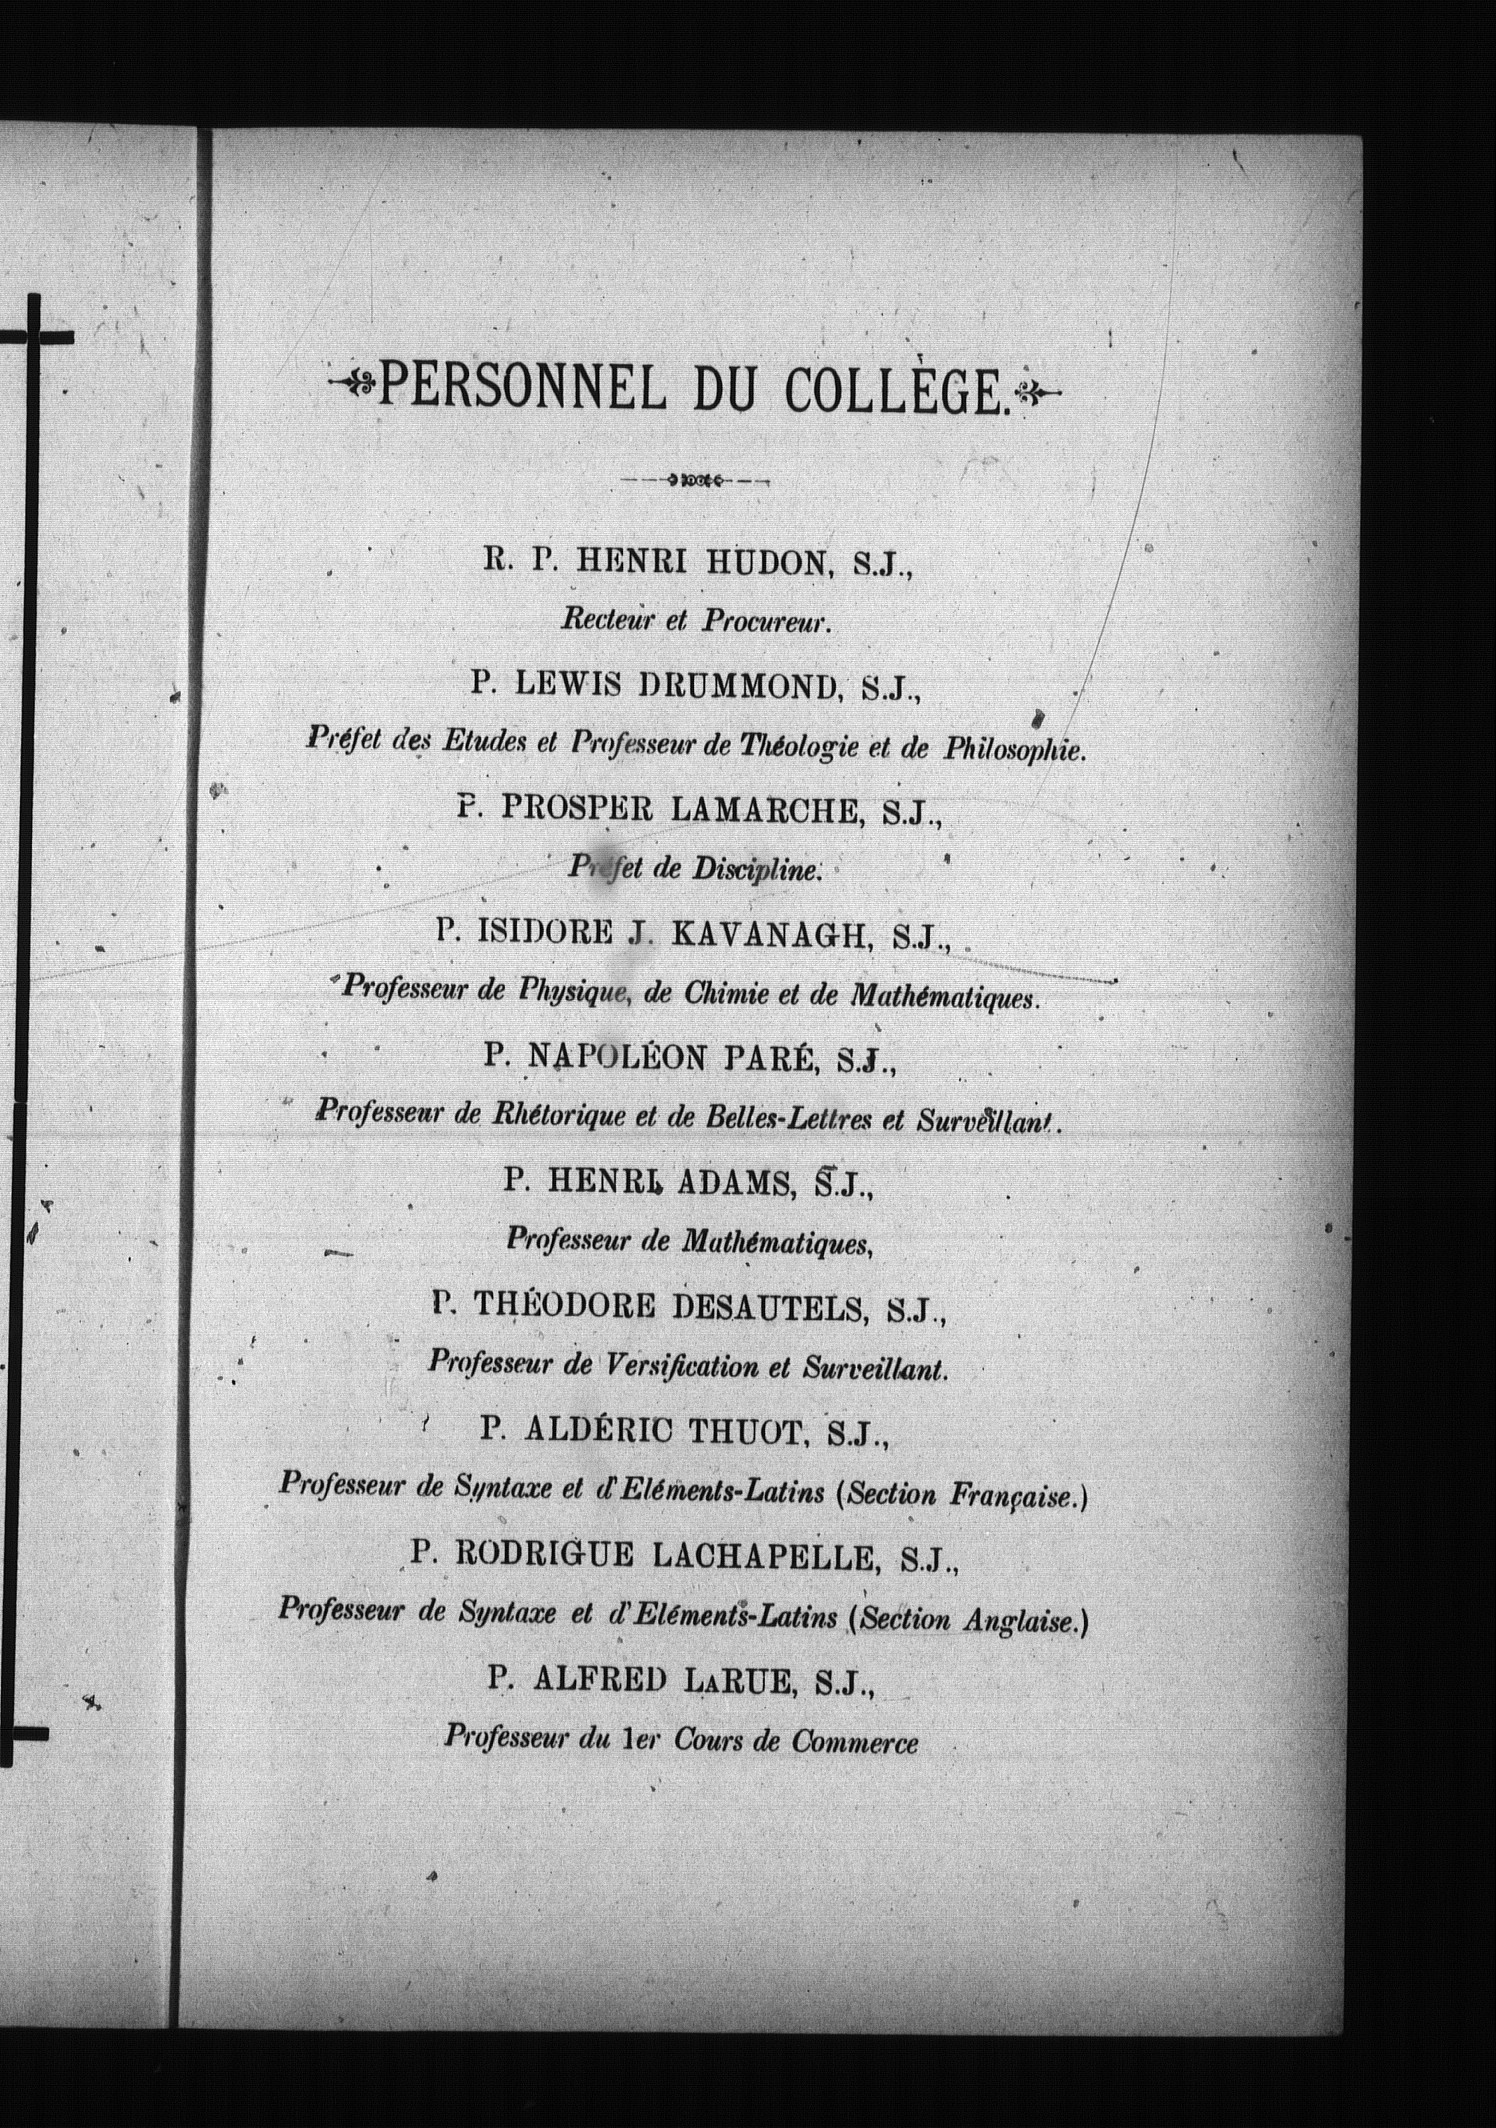 PERSONNEL DU COLLÈGE.
R. P. HENRI HUDON, S.J.,
Recteur et Procureur.
P. LEWIS DRUMMOND, S.J.,
Préfet des Etudes et Professeur de Théologie et de Philosophie.
P. PROSPER LAMARCHE, S.J.,
Préfet de Discipline.
P. ISIDORE J. KAVANAGH, S.J.,
Professeur de Physique, de Chimie et de Mathématiques.
P. NAPOLÉON PARÉ, S.J.,
Professeur de Rhétorique et de Belles-Lettres et Surveillant.
P. HENRI ADAMS, S.J.,
Professeur de Mathématiques,
P. THÉODORE DESAUTELS, S.J.,
Professeur de Versification et Surveillant.
P. ALDÉRIC THUOT, S.J.,
Professeur de Syntaxe et d'Eléments-Latins (Section Française.)
P. RODRIGUE LACHAPELLE, S.J.,
Professeur de Syntaxe et d'Eléments-Latins (Section Anglaise.)
P. ALFRED LARUE, S.J.,
Professeur du 1er Cours de Commerce